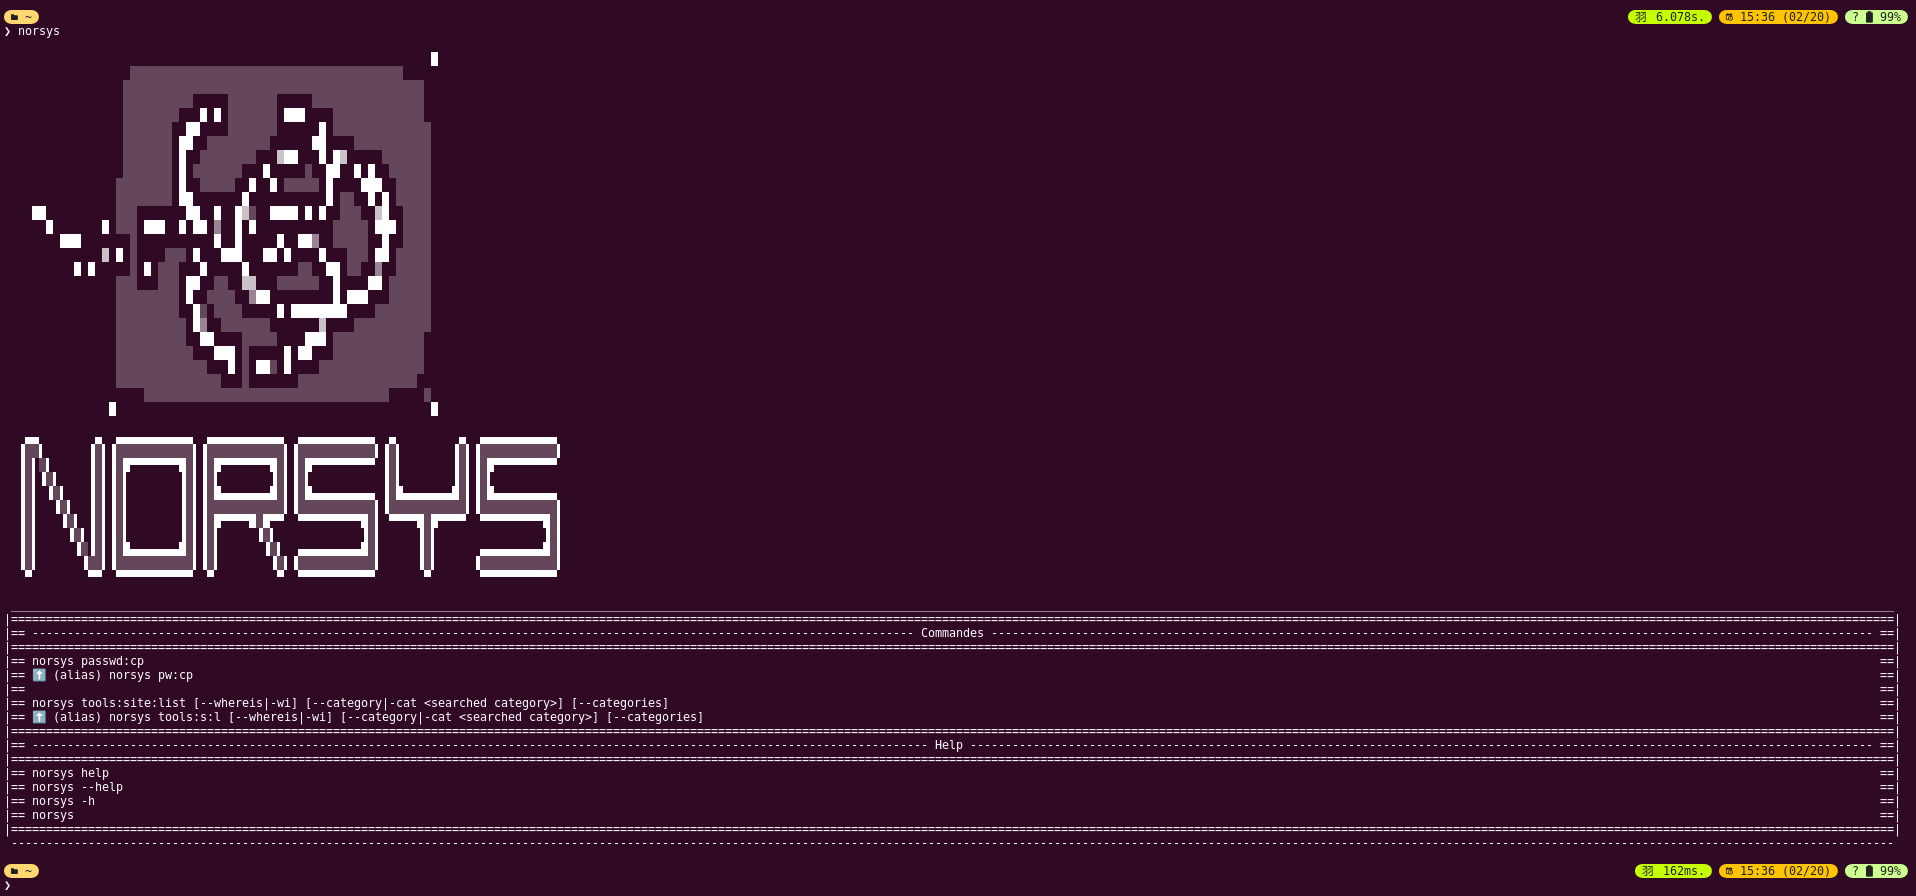 ~ 羽 6.078s. 15:36 (02/20) ? 99%
❯ norsys
NORSYS
|== --- Commandes --- ==|
|== norsys passwd:cp ==|
|== ⬆️ (alias) norsys pw:cp ==|
|== ==|
|== norsys tools:site:list [--whereis|-wi] [--category|-cat <searched category>] [--categories] ==|
|== ⬆️ (alias) norsys tools:s:l [--whereis|-wi] [--category|-cat <searched category>] [--categories] ==|
|== --- Help --- ==|
|== norsys help ==|
|== norsys --help ==|
|== norsys -h ==|
|== norsys ==|
~ 羽 162ms. 15:36 (02/20) ? 99%
❯